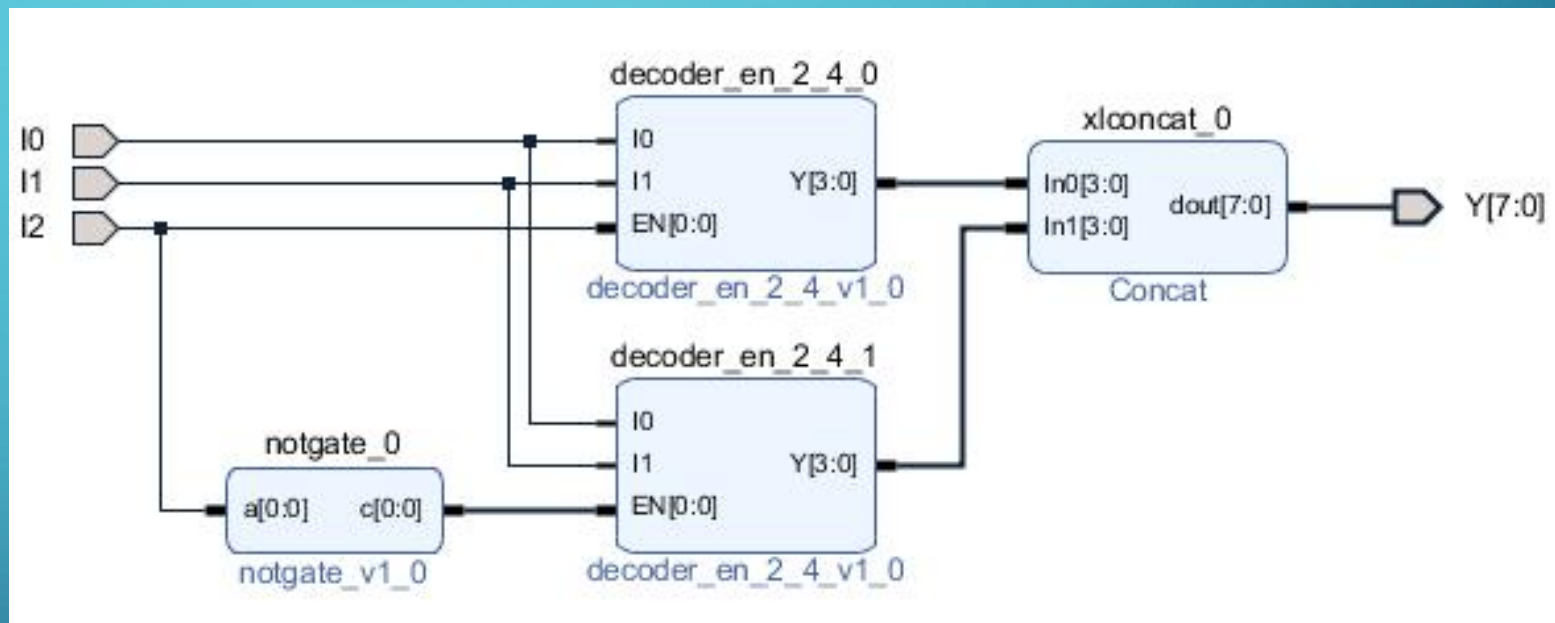 I0
I1
I2
decoder_en_2_4_0
I0
I1
EN[0:0]
Y[3:0]
decoder_en_2_4_v1_0
xlconcat_0
In0[3:0]
In1[3:0]
dout[7:0]
Concat
Y[7:0]
decoder_en_2_4_1
I0
I1
EN[0:0]
Y[3:0]
decoder_en_2_4_v1_0
notgate_0
a[0:0] c[0:0]
notgate_v1_0